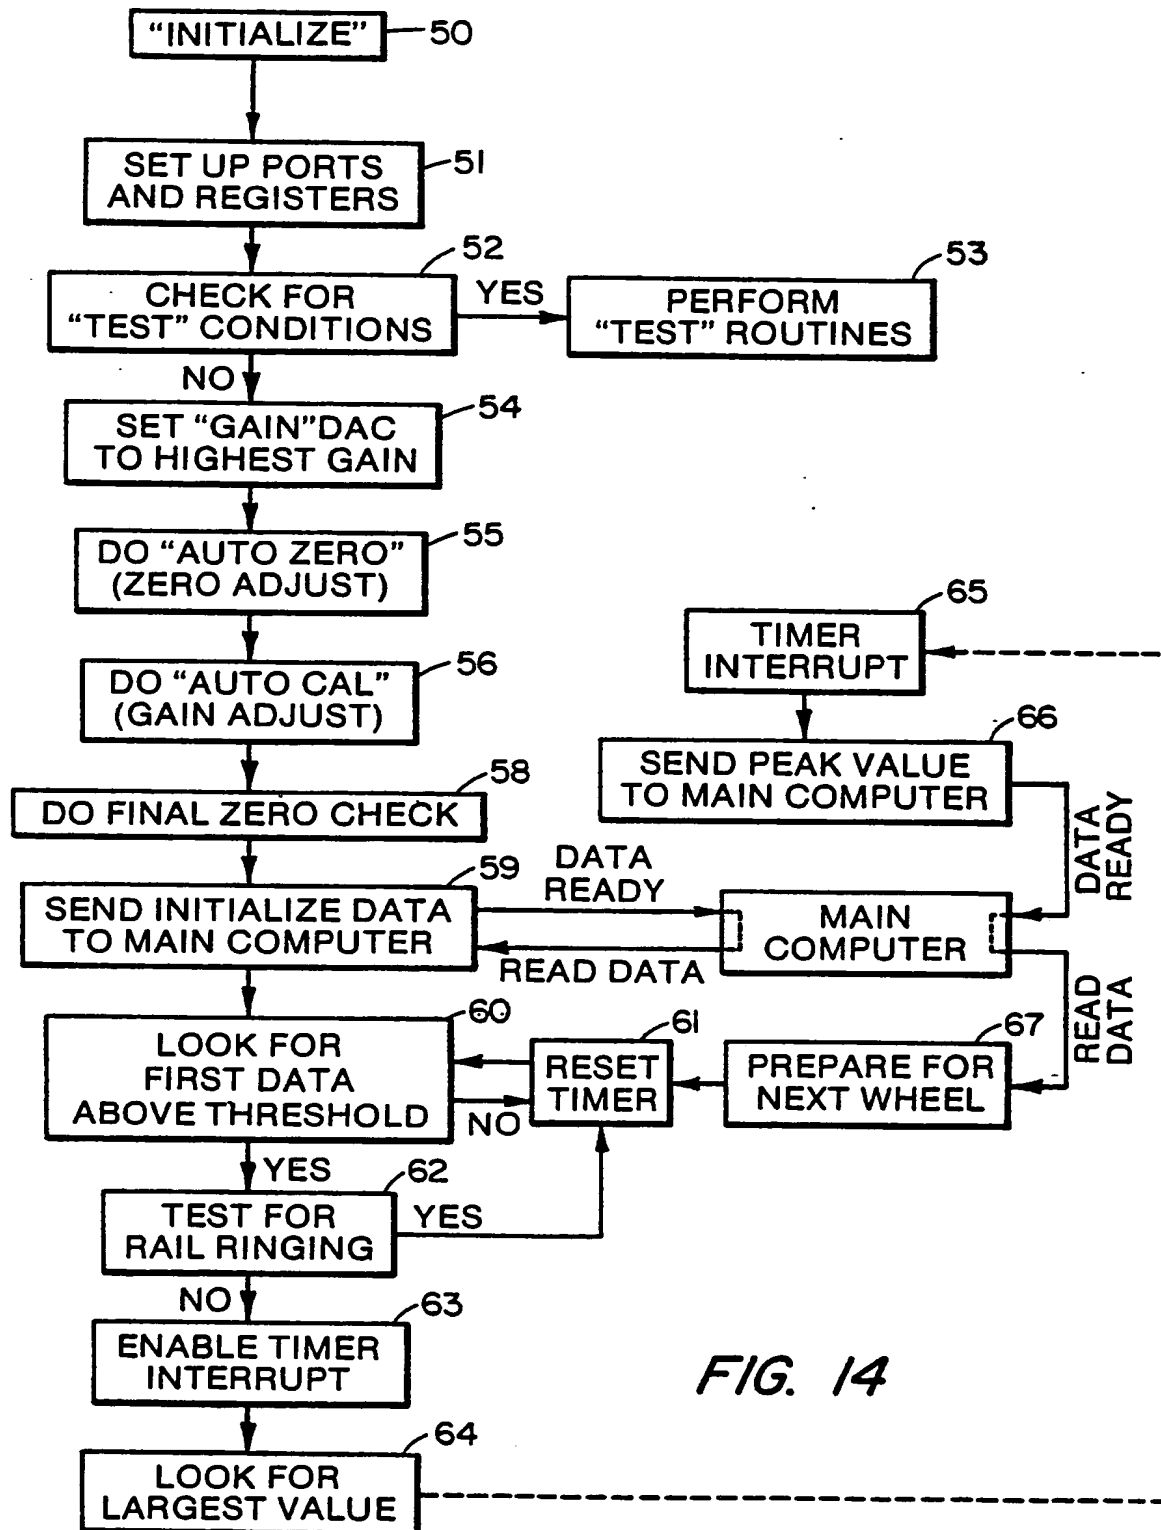 "INITIALIZE"
50
SET UP PORTS
AND REGISTERS
51
CHECK FOR
"TEST" CONDITIONS
52
YES
PERFORM
"TEST" ROUTINES
53
NO
SET "GAIN" DAC
TO HIGHEST GAIN
54
DO "AUTO ZERO"
(ZERO ADJUST)
55
DO "AUTO CAL"
(GAIN ADJUST)
56
DO FINAL ZERO CHECK
58
SEND INITIALIZE DATA
TO MAIN COMPUTER
59
DATA
READY
READ DATA
MAIN
COMPUTER
TIMER
INTERRUPT
65
SEND PEAK VALUE
TO MAIN COMPUTER
66
DATA
READY
READ
DATA
PREPARE FOR
NEXT WHEEL
67
RESET
TIMER
61
LOOK FOR
FIRST DATA
ABOVE THRESHOLD
60
NO
YES
TEST FOR
RAIL RINGING
62
YES
NO
ENABLE TIMER
INTERRUPT
63
LOOK FOR
LARGEST VALUE
64
FIG. 14